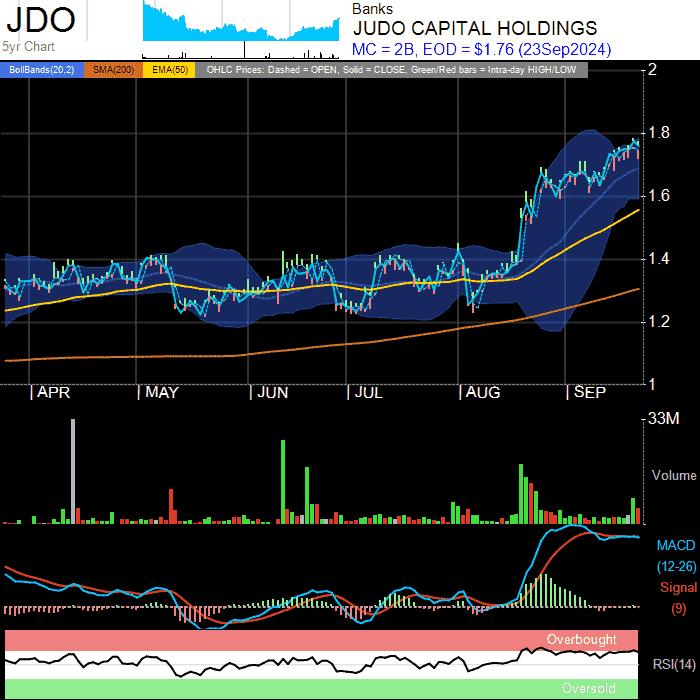 JDO
5yr Chart
Banks
JUDO CAPITAL HOLDINGS
MC = 2B, EOD = $1.76 (23Sep2024)
BollBands(20,2) SMA(200) EMA(50) OHLC Prices: Dashed = OPEN, Solid = CLOSE, Green/Red bars = Intra-day HIGH/LOW
2
1.8
1.6
1.4
1.2
1
APR MAY JUN JUL AUG SEP
33M
Volume
MACD
(12-26)
Signal
(9)
Overbought
RSI(14)
Oversold